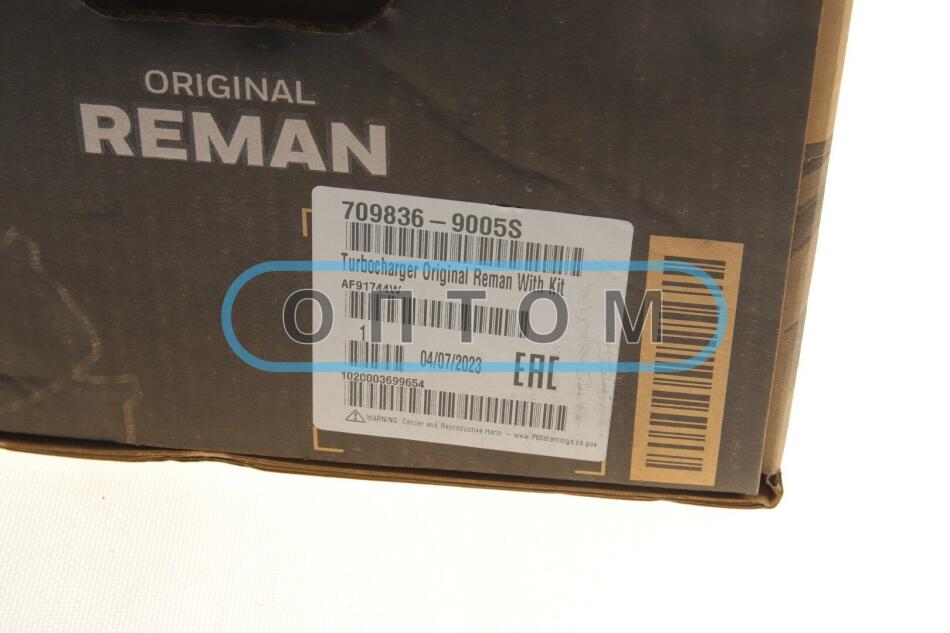 ORIGINAL
REMAN
709836 – 9005S
Turbocharger Original Reman With Kit
AF91744W
ОПТОМ
1
04/07/2023
EAC
1020003699654
WARNING: Cancer and Reproductive Harm – www.P65Warnings.ca.gov